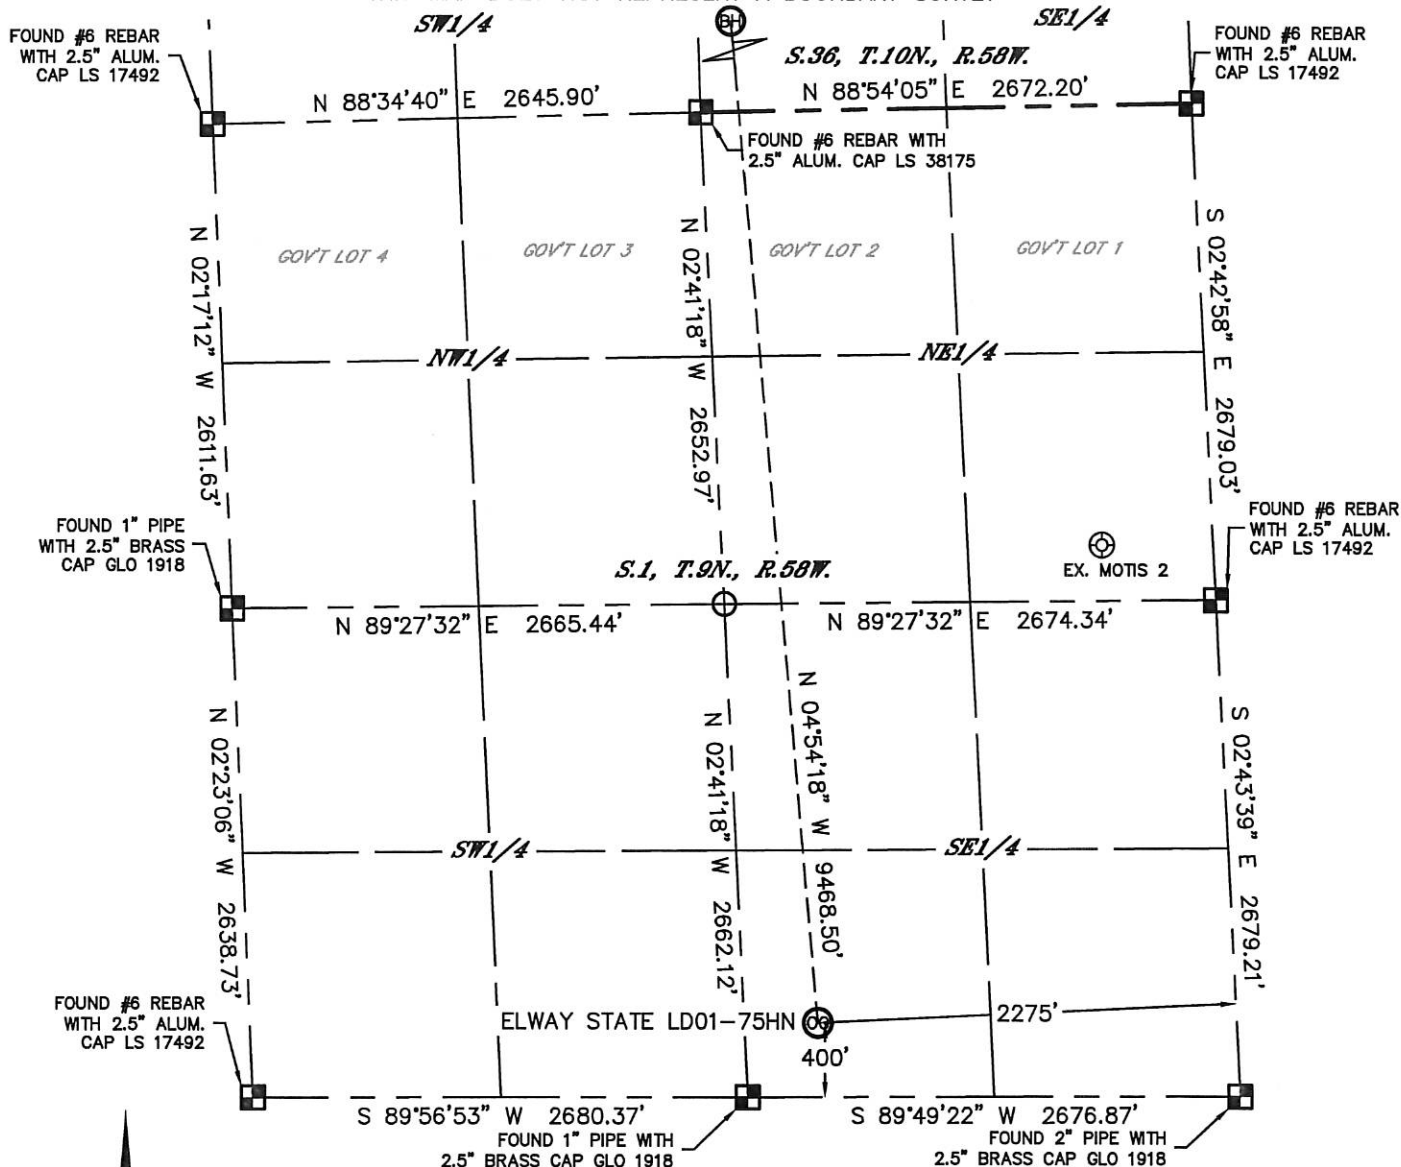 SW1/4
SE1/4
BH
FOUND #6 REBAR
WITH 2.5" ALUM.
CAP LS 17492
S.36, T.10N., R.58W.
FOUND #6 REBAR
WITH 2.5" ALUM.
CAP LS 17492
N 88°34'40" E 2645.90'
N 88°54'05" E 2672.20'
FOUND #6 REBAR WITH
2.5" ALUM. CAP LS 38175
N 02°17'12" W 2611.63'
GOV'T LOT 4
GOV'T LOT 3
N 02°41'18" W 2652.97'
GOV'T LOT 2
GOV'T LOT 1
S 02°42'58" E 2679.03'
NW1/4
NE1/4
FOUND 1" PIPE
WITH 2.5" BRASS
CAP GLO 1918
S.1, T.9N., R.58W.
EX. MOTIS 2
FOUND #6 REBAR
WITH 2.5" ALUM.
CAP LS 17492
N 89°27'32" E 2665.44'
N 89°27'32" E 2674.34'
N 02°23'06" W 2638.73'
N 02°41'18" W 2662.12'
N 04°54'18" W 9468.50'
S 02°43'39" E 2679.21'
SW1/4
SE1/4
FOUND #6 REBAR
WITH 2.5" ALUM.
CAP LS 17492
ELWAY STATE LD01-75HN
2275'
400'
S 89°56'53" W 2680.37'
S 89°49'22" W 2676.87'
FOUND 1" PIPE WITH
2.5" BRASS CAP GLO 1918
FOUND 2" PIPE WITH
2.5" BRASS CAP GLO 1918